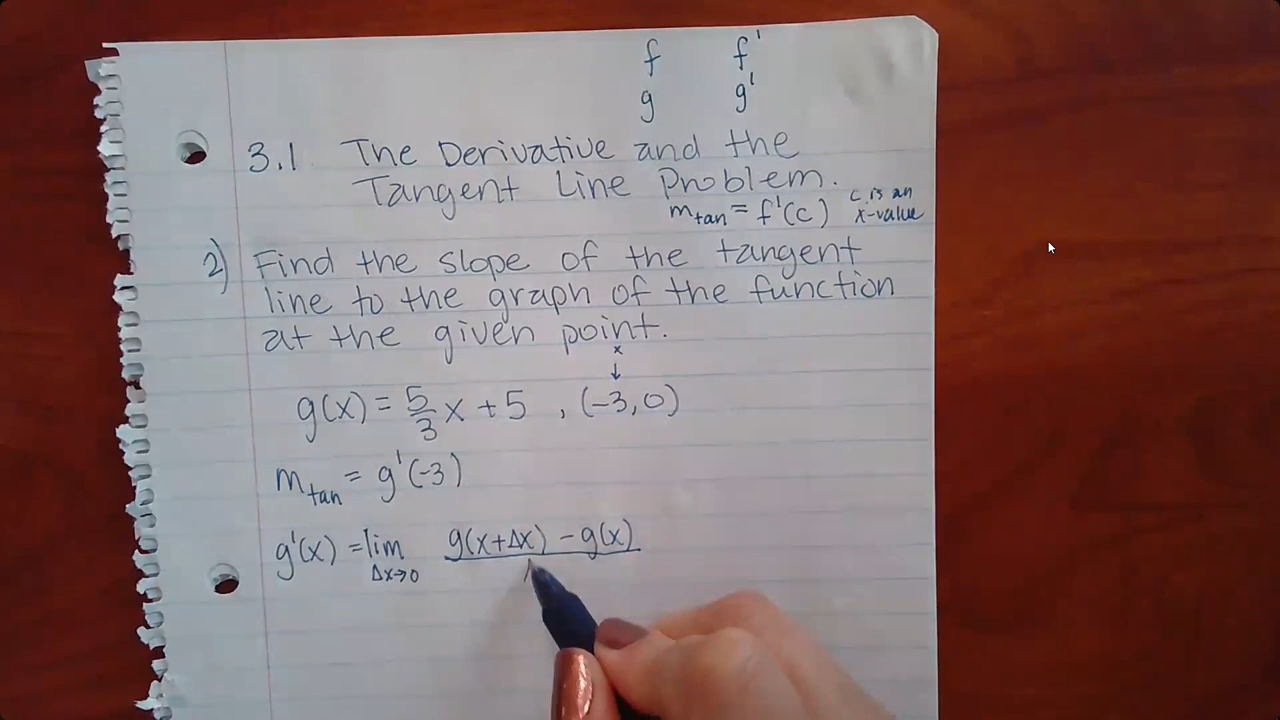 f f'
g g'
3.1. The Derivative and the
Tangent Line Problem.
m_tan = f'(c) c is an
x-value
2) Find the slope of the tangent
line to the graph of the function
at the given point.
x
↓
g(x) = 5/3 x + 5 , (-3,0)
m_tan = g'(-3)
g'(x) = lim g(x+Δx) - g(x)
Δx→0